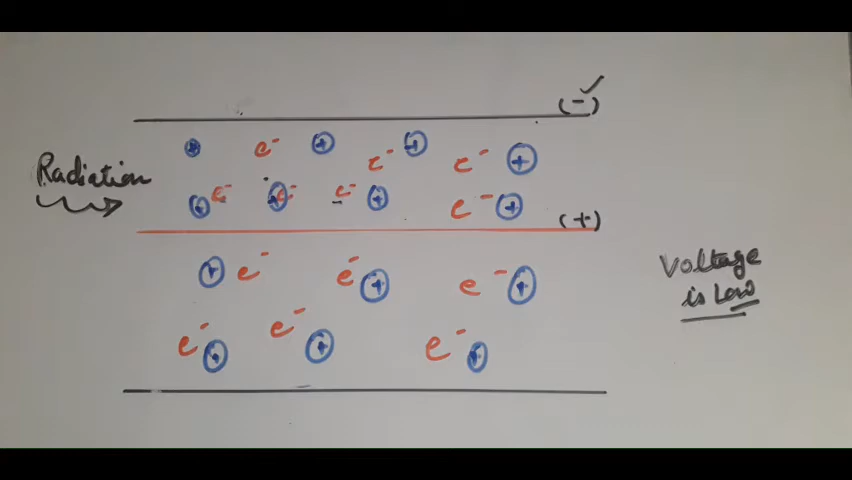 (-) ✓
+ e- + + e- e- +
Radiation
+ e- + e- e- + e- +
(+)
+ e- e- + e- +
Voltage
is Low
e- + e- + e- +